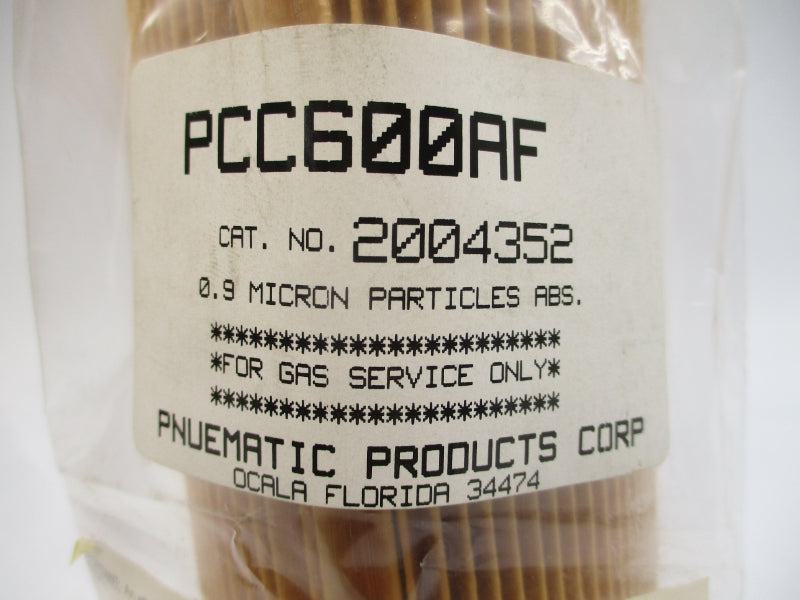 PCC600AF
CAT. NO. 2004352
0.9 MICRON PARTICLES ABS.
**************************
*FOR GAS SERVICE ONLY*
**************************
PNUEMATIC PRODUCTS CORP
OCALA FLORIDA 34474